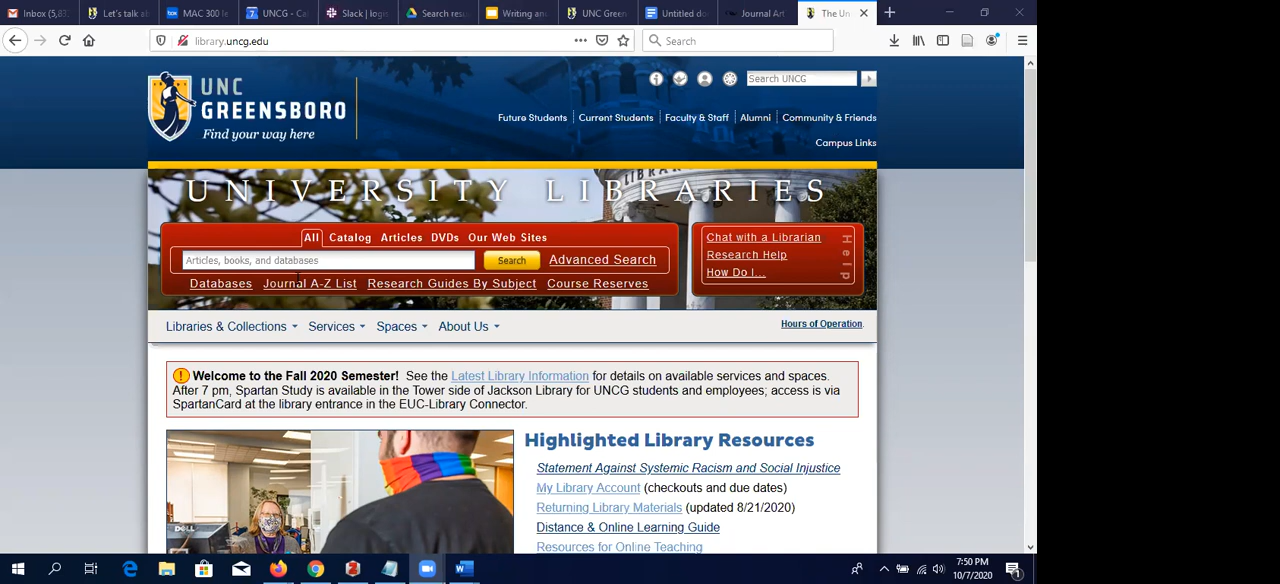 Inbox (5,8
Let's talk ab
MAC 300 fe
UNCG - Ca
Slack | logi
Search res
Writing an
UNC Green
Untitled do
Journal Art
The Un
library.uncg.edu
Search
UNC
GREENSBORO
Find your way here
Search UNCG
Future Students
Current Students
Faculty & Staff
Alumni
Community & Friends
Campus Links
UNIVERSITY LIBRARIES
All Catalog Articles DVDs Our Web Sites
Articles, books, and databases
Search
Advanced Search
Databases Journal A-Z List Research Guides By Subject Course Reserves
Chat with a Librarian
Research Help
How Do I...
Help
Libraries & Collections Services Spaces About Us
Hours of Operation
Welcome to the Fall 2020 Semester! See the Latest Library Information for details on available services and spaces.
After 7 pm, Spartan Study is available in the Tower side of Jackson Library for UNCG students and employees; access is via
SpartanCard at the library entrance in the EUC-Library Connector.
DELL
Highlighted Library Resources
Statement Against Systemic Racism and Social Injustice
My Library Account (checkouts and due dates)
Returning Library Materials (updated 8/21/2020)
Distance & Online Learning Guide
Resources for Online Teaching
7:50 PM
10/7/2020